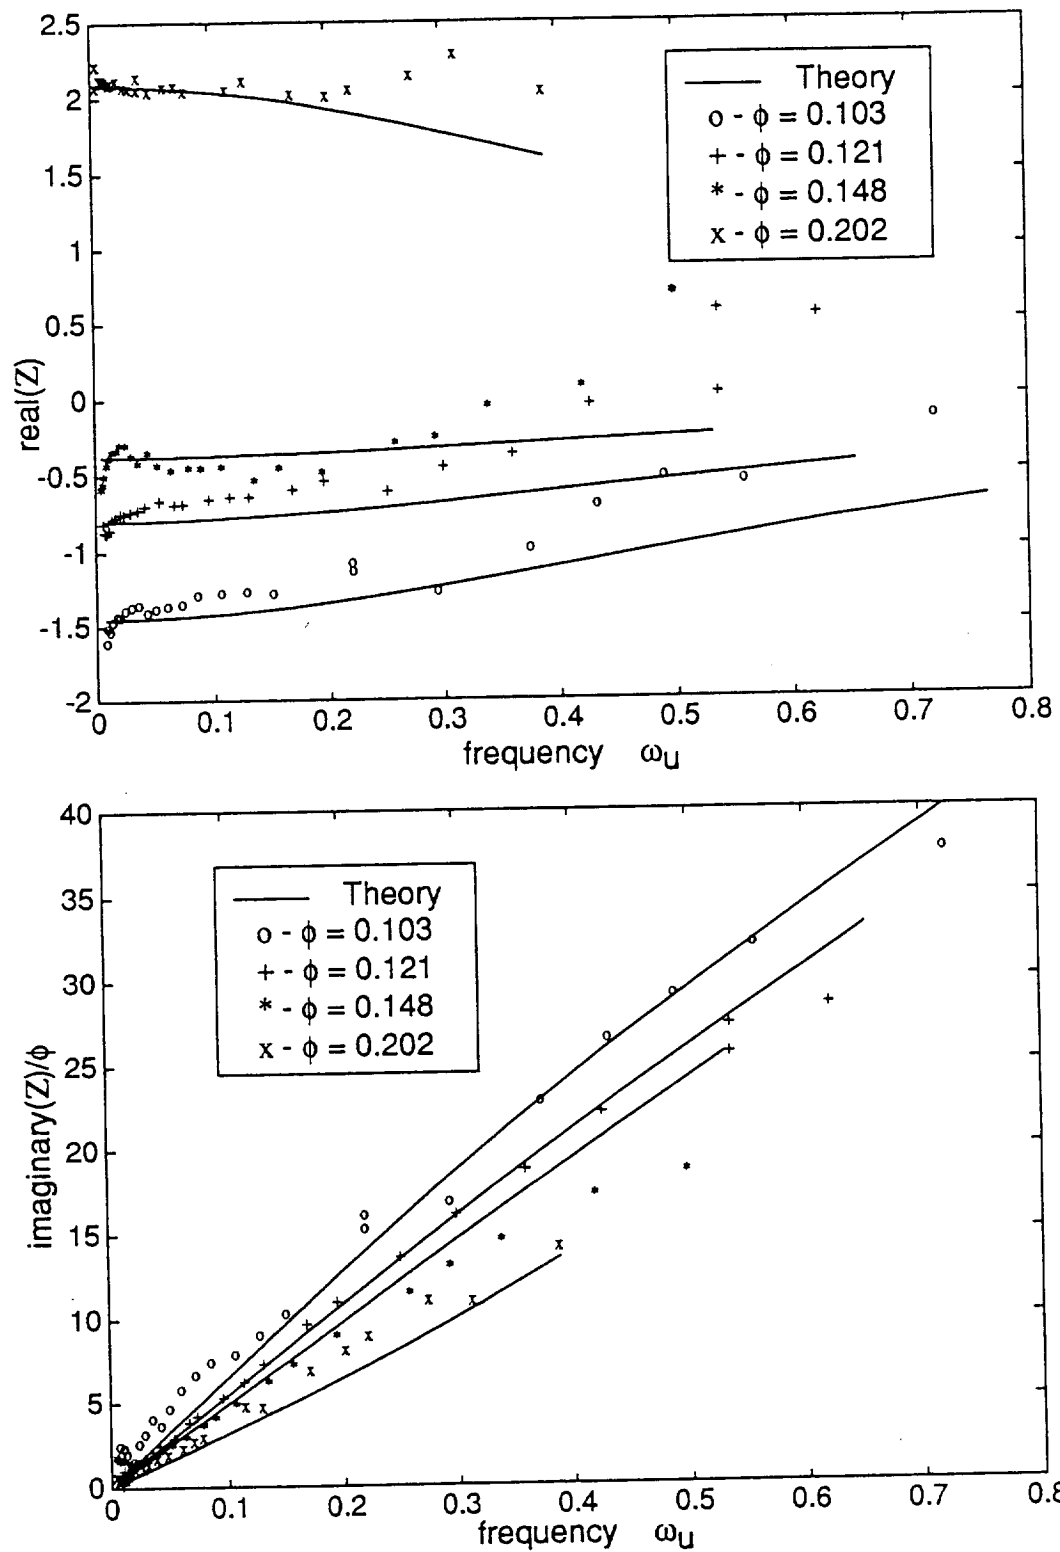 2.5
2
1.5
1
0.5
0
-0.5
-1
-1.5
-2
real(Z)
Theory
o - ϕ = 0.103
+ - ϕ = 0.121
* - ϕ = 0.148
x - ϕ = 0.202
0 0.1 0.2 0.3 0.4 0.5 0.6 0.7 0.8
frequency ωu
40
35
30
25
20
15
10
5
0
imaginary(Z)/ϕ
Theory
o - ϕ = 0.103
+ - ϕ = 0.121
* - ϕ = 0.148
x - ϕ = 0.202
0 0.1 0.2 0.3 0.4 0.5 0.6 0.7 0.8
frequency ωu